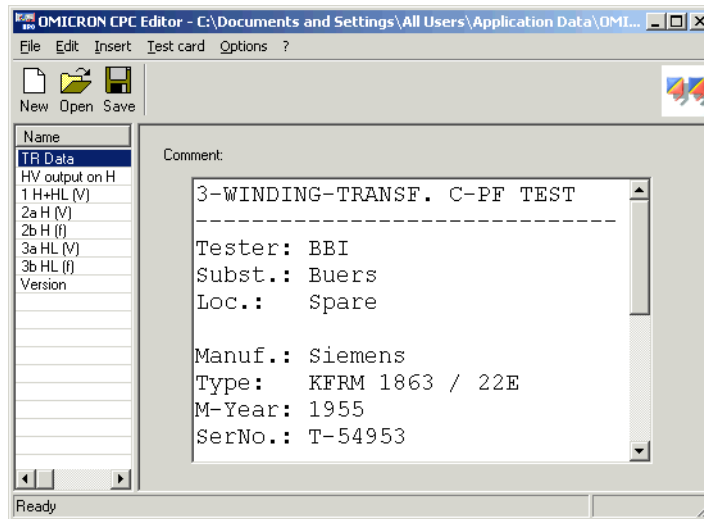 OMICRON CPC Editor - C:\Documents and Settings\All Users\Application Data\OMI...
File Edit Insert Test card Options ?
New Open Save
Name
TR Data
HV output on H
1 H+HL (V)
2a H (V)
2b H (f)
3a HL (V)
3b HL (f)
Version
Comment:
3-WINDING-TRANSF. C-PF TEST
------------------------------
Tester: BBI
Subst.: Buers
Loc.: Spare
Manuf.: Siemens
Type: KFRM 1863 / 22E
M-Year: 1955
SerNo.: T-54953
Ready